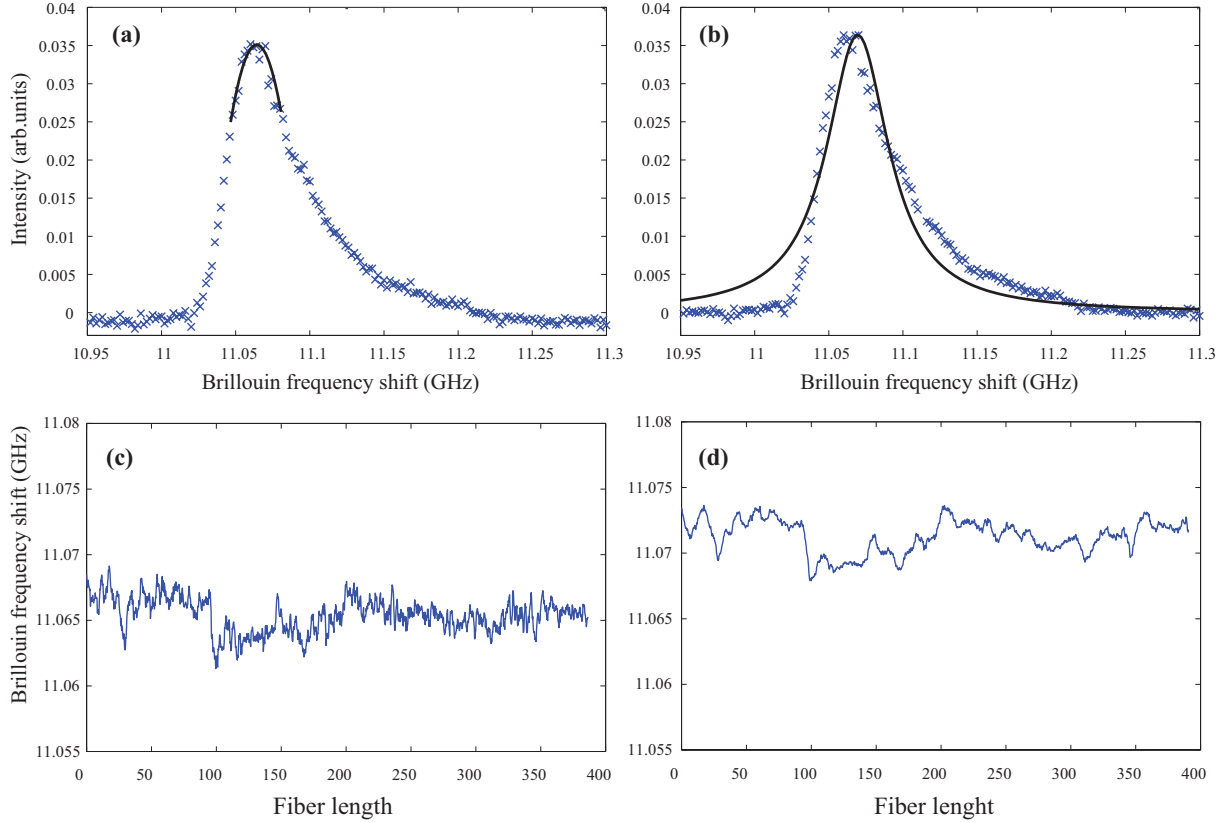 (a)
Intensity (arb.units)
0.04
0.035
0.03
0.025
0.02
0.015
0.01
0.005
0
10.95 11 11.05 11.1 11.15 11.2 11.25 11.3
Brillouin frequency shift (GHz)
(b)
0.04
0.035
0.03
0.025
0.02
0.015
0.01
0.005
0
10.95 11 11.05 11.1 11.15 11.2 11.25 11.3
Brillouin frequency shift (GHz)
(c)
Brillouin frequency shift (GHz)
11.08
11.075
11.07
11.065
11.06
11.055
0 50 100 150 200 250 300 350 400
Fiber length
(d)
11.08
11.075
11.07
11.065
11.06
11.055
0 50 100 150 200 250 300 350 400
Fiber lenght